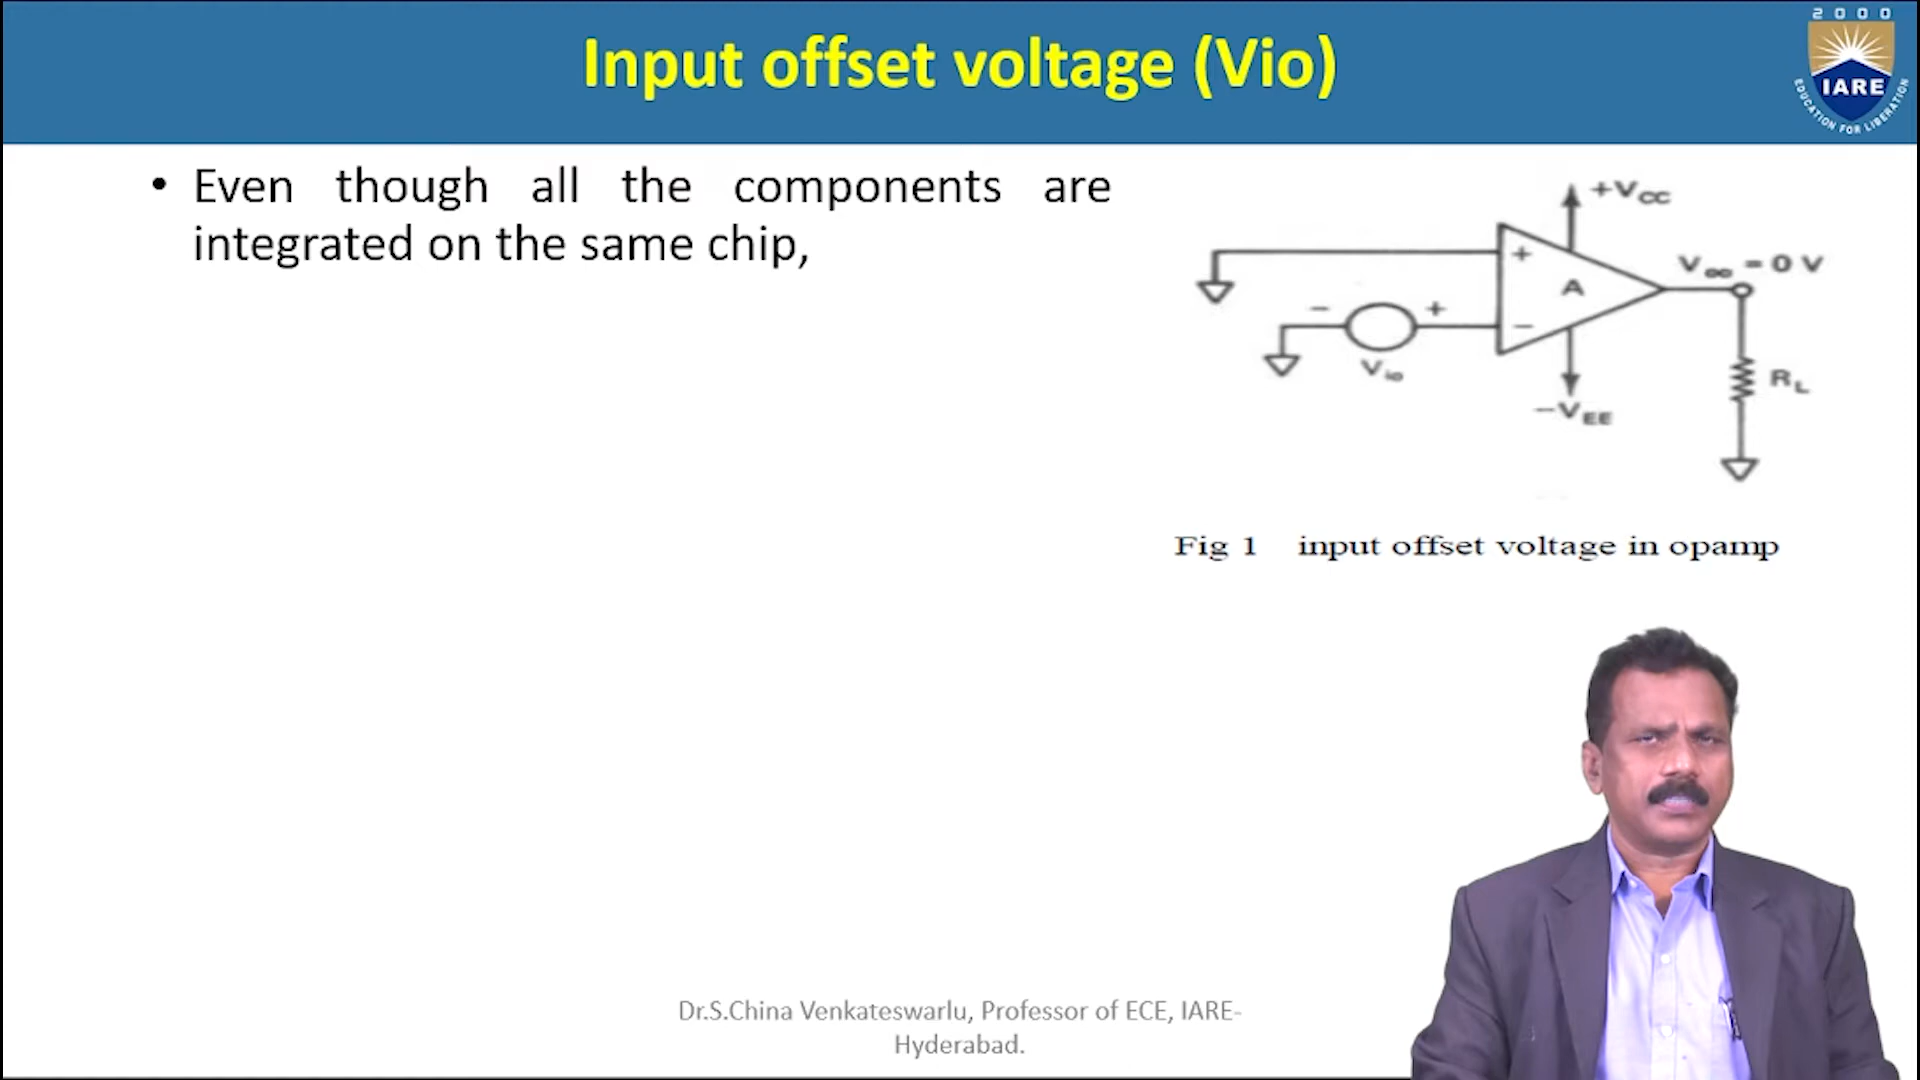 Input offset voltage (Vio)
2000
IARE
EDUCATION FOR LIBERATION
• Even though all the components are
integrated on the same chip,
+VCC
+
A
V∞ = 0 V
- +
−
Vio
RL
−VEE
Fig 1 input offset voltage in opamp
Dr.S.China Venkateswarlu, Professor of ECE, IARE-
Hyderabad.